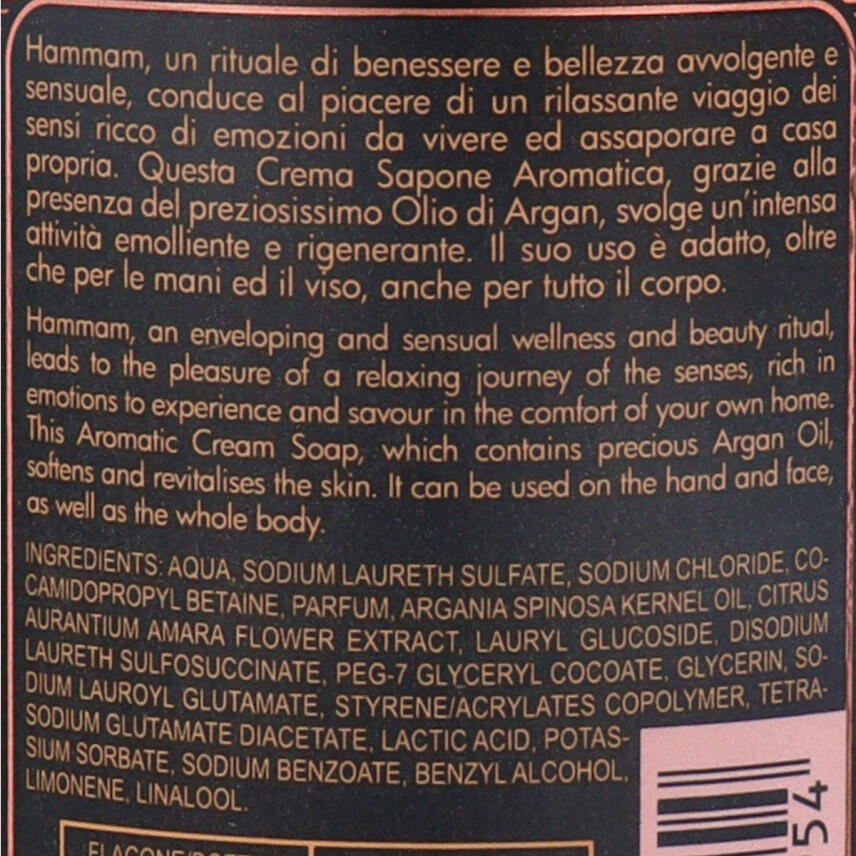 Hammam, un rituale di benessere e bellezza avvolgente e
sensuale, conduce al piacere di un rilassante viaggio dei
sensi ricco di emozioni da vivere ed assaporare a casa
propria. Questa Crema Sapone Aromatica, grazie alla
presenza del preziosissimo Olio di Argan, svolge un'intensa
attività emolliente e rigenerante. Il suo uso è adatto, oltre
che per le mani ed il viso, anche per tutto il corpo.
Hammam, an enveloping and sensual wellness and beauty ritual,
leads to the pleasure of a relaxing journey of the senses, rich in
emotions to experience and savour in the comfort of your own home.
This Aromatic Cream Soap, which contains precious Argan Oil,
softens and revitalises the skin. It can be used on the hand and face,
as well as the whole body.
INGREDIENTS: AQUA, SODIUM LAURETH SULFATE, SODIUM CHLORIDE, CO-
CAMIDOPROPYL BETAINE, PARFUM, ARGANIA SPINOSA KERNEL OIL, CITRUS
AURANTIUM AMARA FLOWER EXTRACT, LAURYL GLUCOSIDE, DISODIUM
LAURETH SULFOSUCCINATE, PEG-7 GLYCERYL COCOATE, GLYCERIN, SO-
DIUM LAUROYL GLUTAMATE, STYRENE/ACRYLATES COPOLYMER, TETRA-
SODIUM GLUTAMATE DIACETATE, LACTIC ACID, POTAS-
SIUM SORBATE, SODIUM BENZOATE, BENZYL ALCOHOL,
LIMONENE, LINALOOL.
54